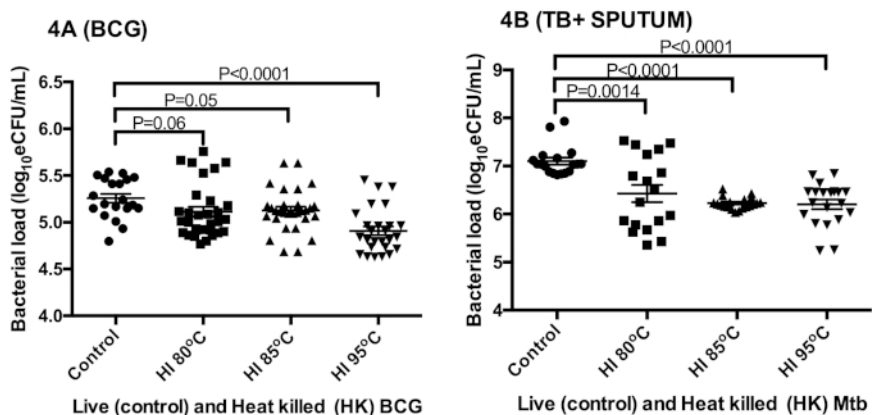 4A (BCG)
P<0.0001
P=0.05
P=0.06
Bacterial load (log10eCFU/mL)
6.5
6.0
5.5
5.0
4.5
4.0
Control
HI 80°C
HI 85°C
HI 95°C
Live (control) and Heat killed (HK) BCG
4B (TB+ SPUTUM)
P<0.0001
P<0.0001
P=0.0014
Bacterial load (log10eCFU/mL)
9
8
7
6
5
4
Control
HI 80°C
HI 85°C
HI 95°C
Live (control) and Heat killed (HK) Mtb